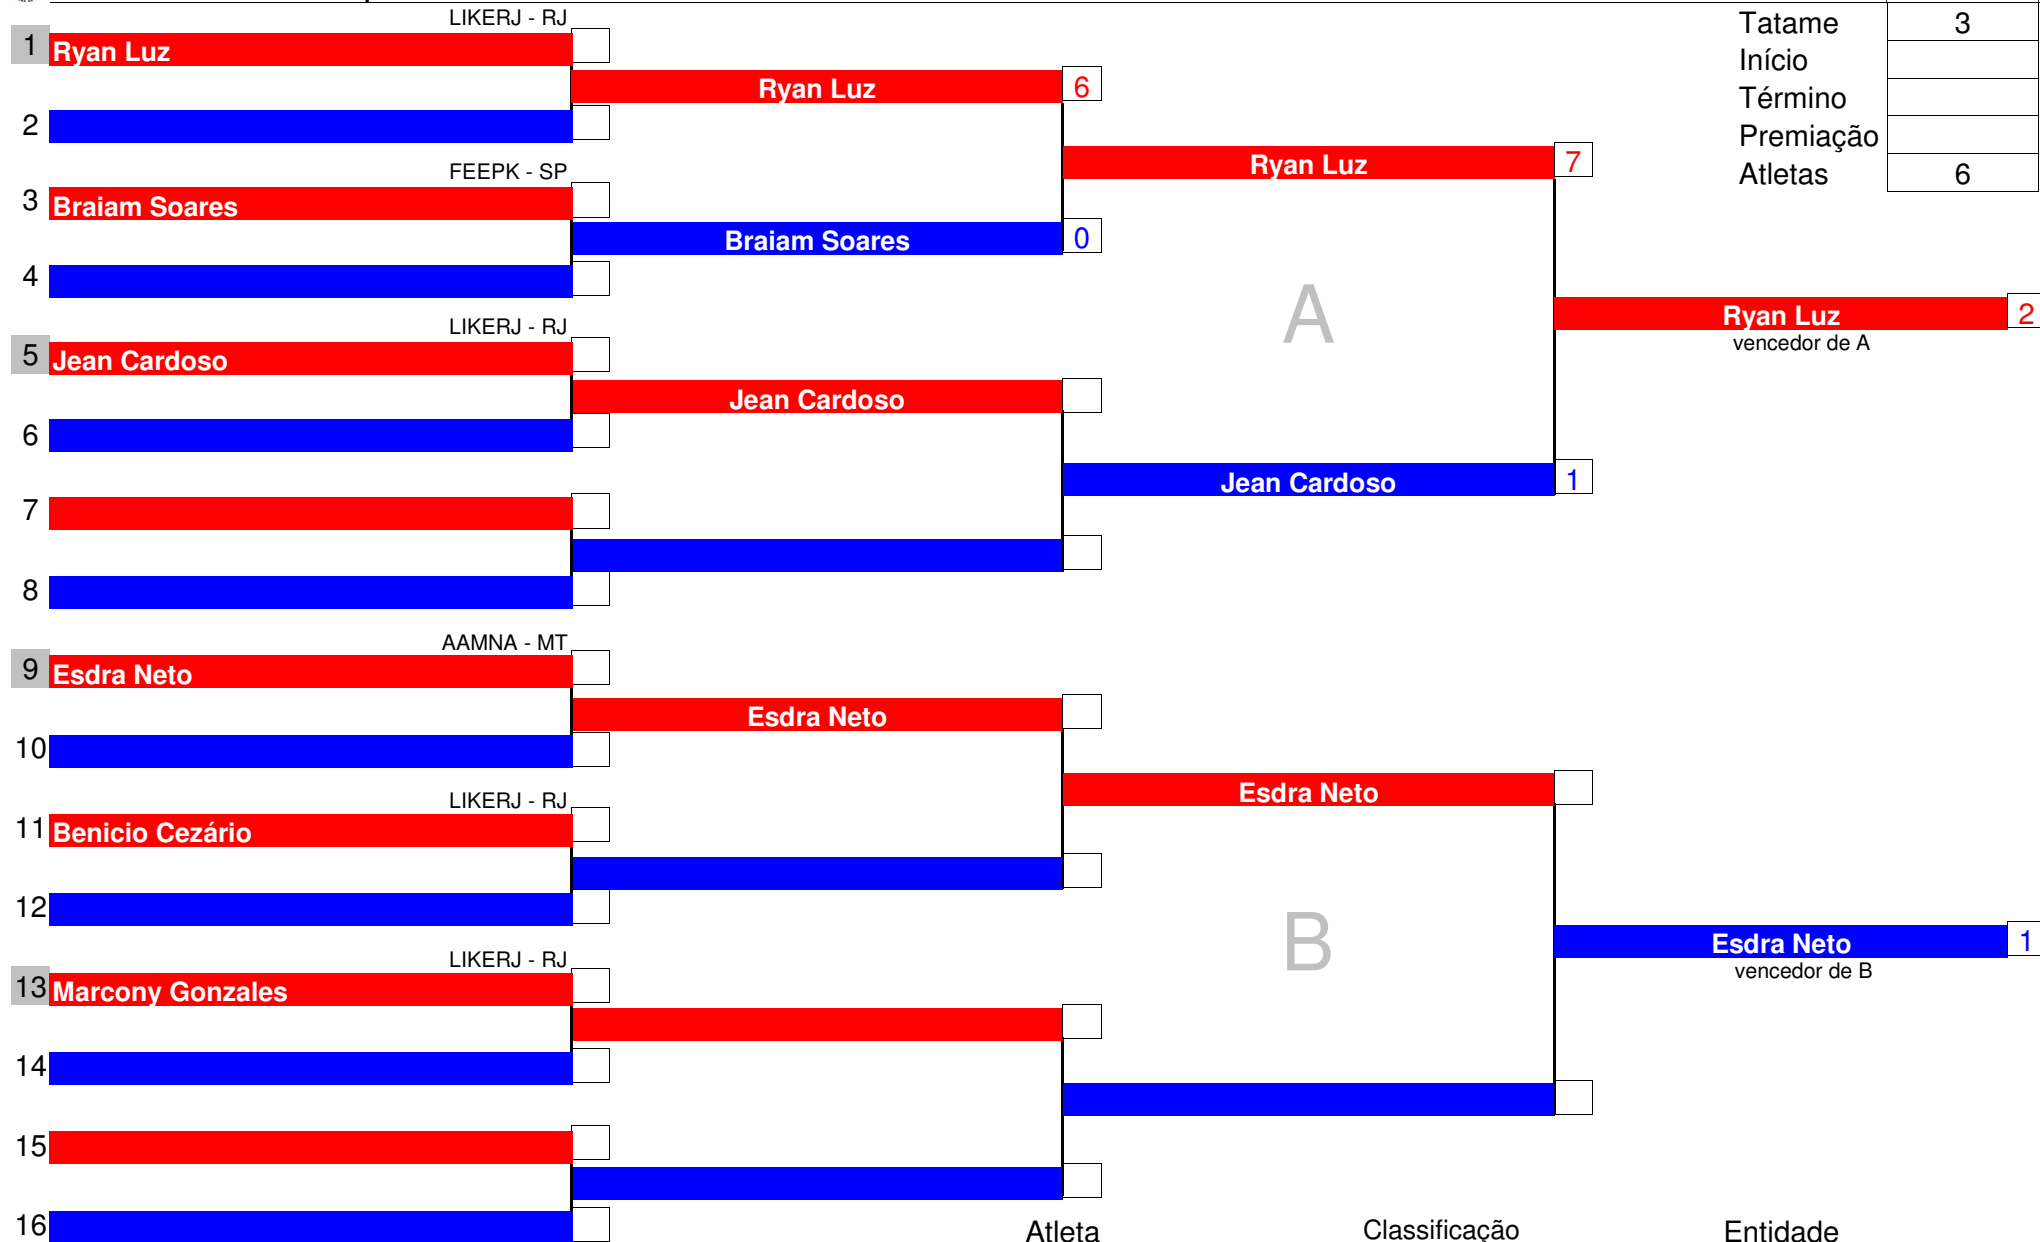 LIKERJ - RJ
Tatame 3
1 Ryan Luz
Início
Ryan Luz 6
Término
2
Premiação
FEEPK - SP
Ryan Luz 7
Atletas 6
3 Braiam Soares
Braiam Soares 0
4
A
Ryan Luz 2
LIKERJ - RJ
vencedor de A
5 Jean Cardoso
Jean Cardoso
6
Jean Cardoso 1
7
8
AAMNA - MT
9 Esdra Neto
Esdra Neto
10
Esdra Neto
LIKERJ - RJ
11 Benicio Cezário
12
B
Esdra Neto 1
LIKERJ - RJ
vencedor de B
13 Marcony Gonzales
14
15
16
Atleta Classificação Entidade